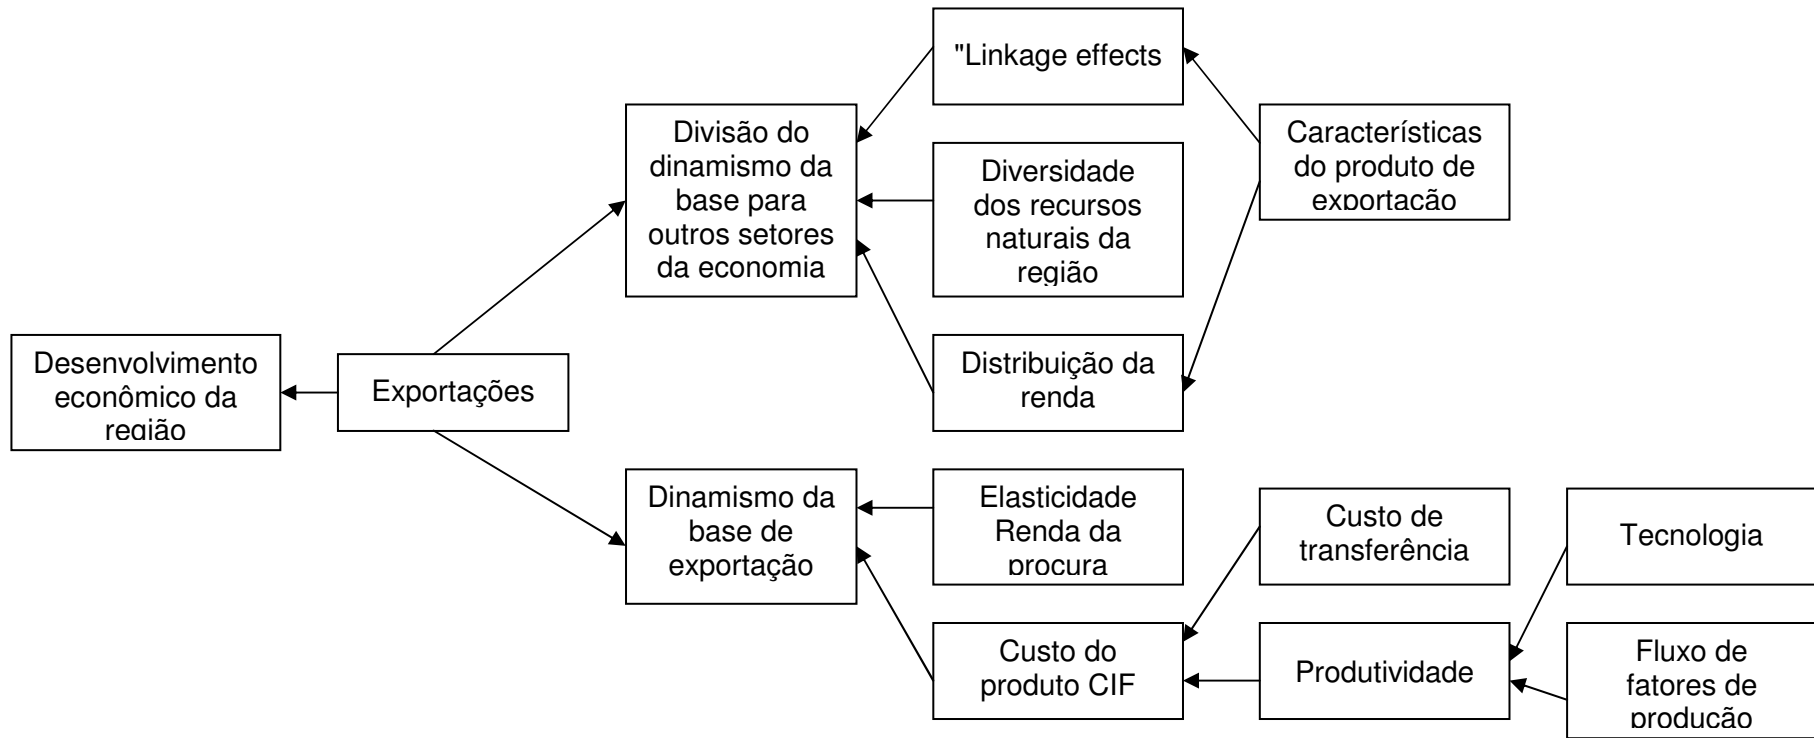 "Linkage effects
Divisão do
dinamismo da
base para
outros setores
da economia
Diversidade
dos recursos
naturais da
região
Características
do produto de
exportação
Distribuição da
renda
Desenvolvimento
econômico da
região
Exportações
Dinamismo da
base de
exportação
Elasticidade
Renda da
procura
Custo de
transferência
Tecnologia
Custo do
produto CIF
Produtividade
Fluxo de
fatores de
produção